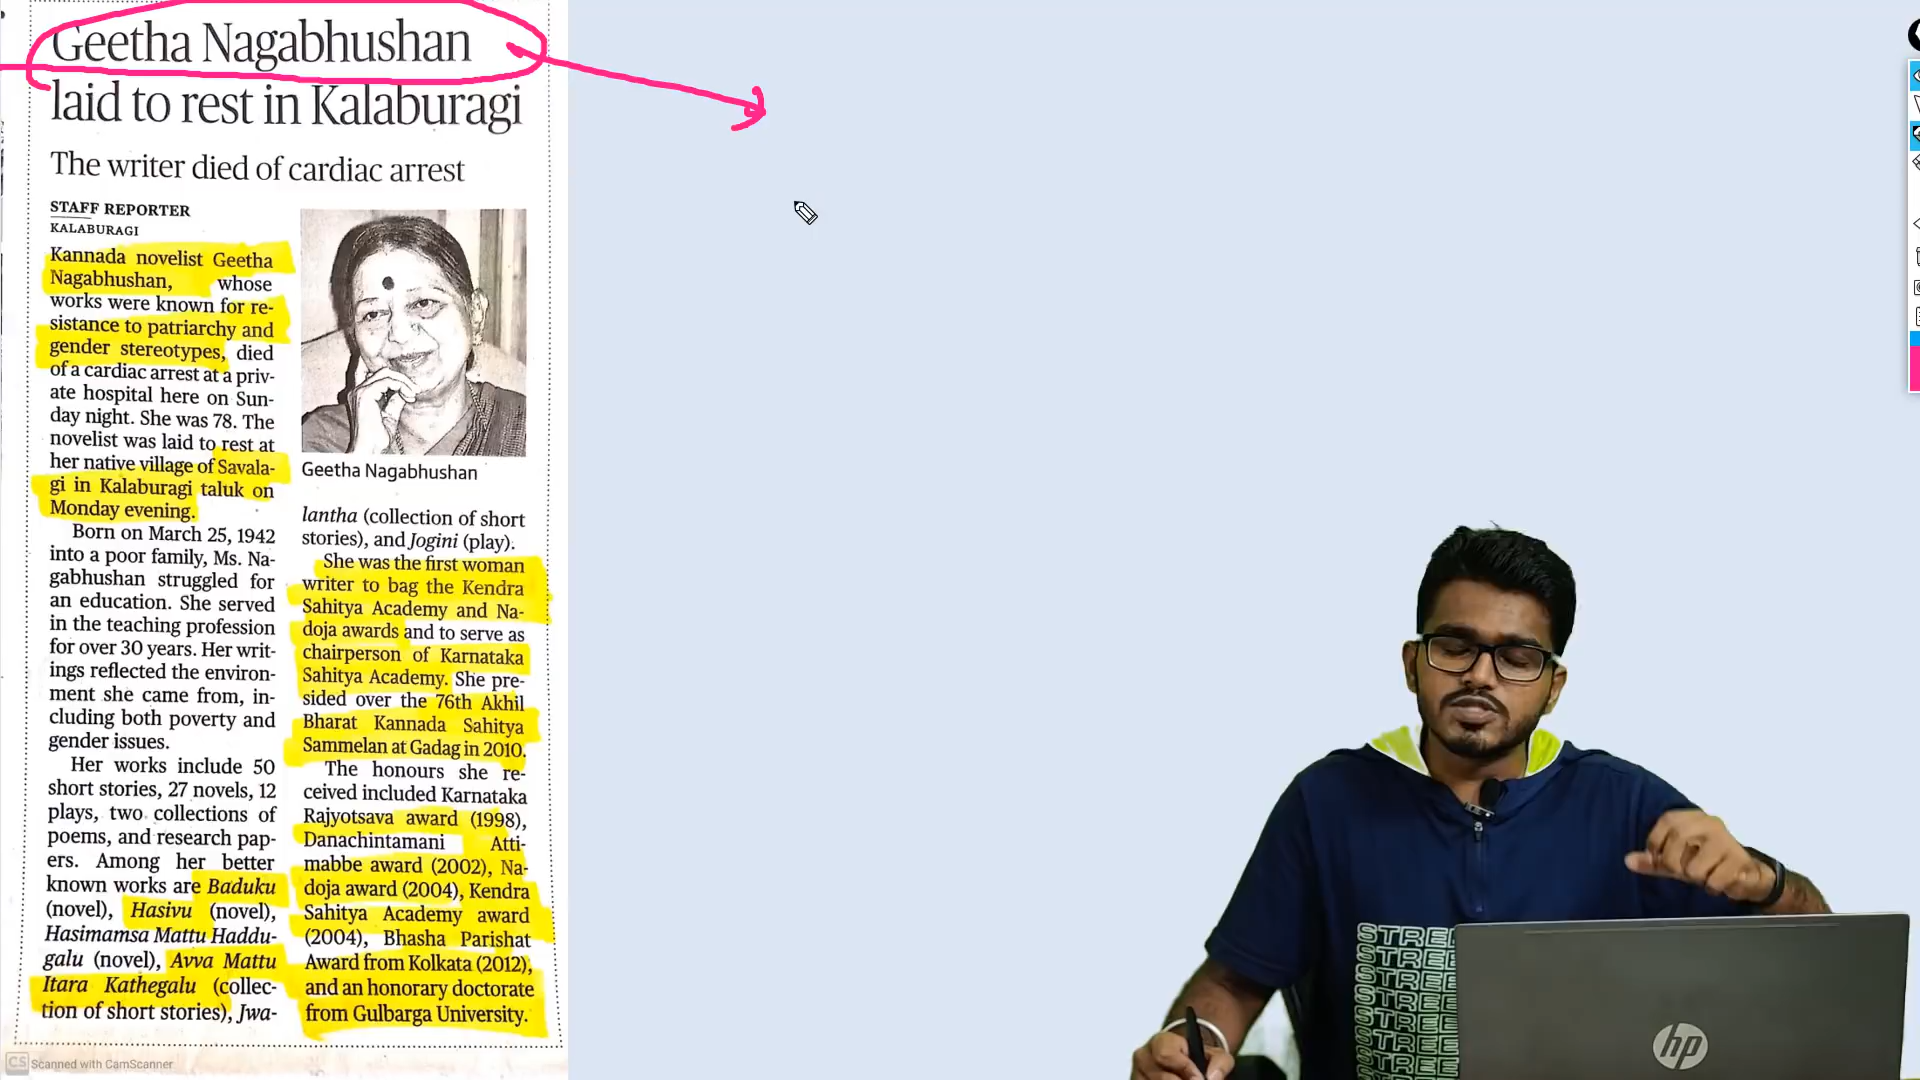 Geetha Nagabhushan
laid to rest in Kalaburagi
The writer died of cardiac arrest
STAFF REPORTER
KALABURAGI
Kannada novelist Geetha
Nagabhushan, whose
works were known for re-
sistance to patriarchy and
gender stereotypes, died
of a cardiac arrest at a priv-
ate hospital here on Sun-
day night. She was 78. The
novelist was laid to rest at
her native village of Savala-
gi in Kalaburagi taluk on
Monday evening.
Born on March 25, 1942
into a poor family, Ms. Na-
gabhushan struggled for
an education. She served
in the teaching profession
for over 30 years. Her writ-
ings reflected the environ-
ment she came from, in-
cluding both poverty and
gender issues.
Her works include 50
short stories, 27 novels, 12
plays, two collections of
poems, and research pap-
ers. Among her better
known works are Baduku
(novel), Hasivu (novel),
Hasimamsa Mattu Haddu-
galu (novel), Avva Mattu
Itara Kathegalu (collec-
tion of short stories), Jwa-
Geetha Nagabhushan
lantha (collection of short
stories), and Jogini (play).
She was the first woman
writer to bag the Kendra
Sahitya Academy and Na-
doja awards and to serve as
chairperson of Karnataka
Sahitya Academy. She pre-
sided over the 76th Akhil
Bharat Kannada Sahitya
Sammelan at Gadag in 2010.
The honours she re-
ceived included Karnataka
Rajyotsava award (1998),
Danachintamani Atti-
mabbe award (2002), Na-
doja award (2004), Kendra
Sahitya Academy award
(2004), Bhasha Parishat
Award from Kolkata (2012),
and an honorary doctorate
from Gulbarga University.
CS Scanned with CamScanner
STREE
STREE
STREE
STREE
STREE
STREE
STREE
STREE
hp